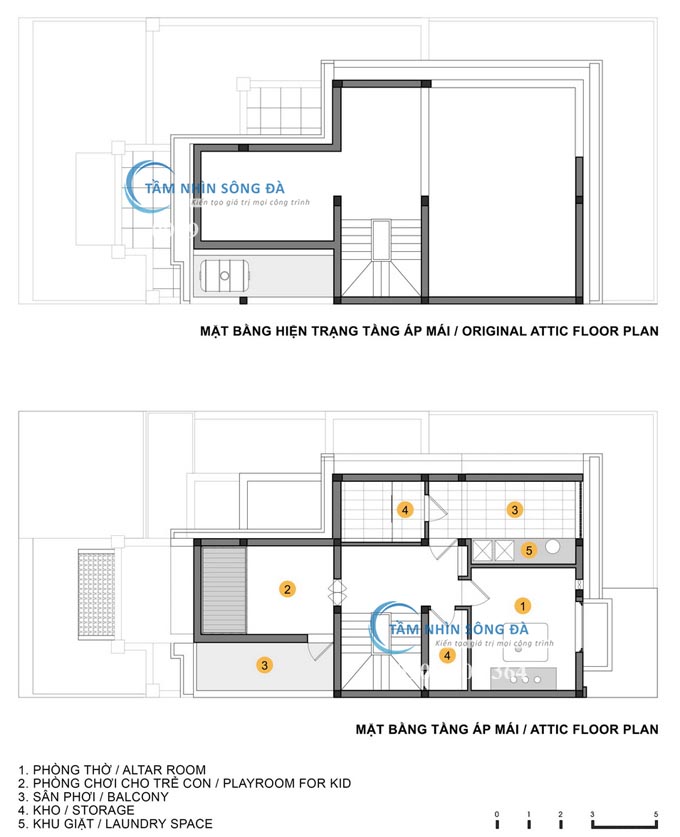 TẦM NHÌN SÔNG ĐÀ
Kiến tạo giá trị mọi công trình
MẶT BẰNG HIỆN TRẠNG TẦNG ÁP MÁI / ORIGINAL ATTIC FLOOR PLAN
4
3
5
2
1
TẦM NHÌN SÔNG ĐÀ
Kiến tạo giá trị mọi công trình
3
4
MẶT BẰNG TẦNG ÁP MÁI / ATTIC FLOOR PLAN
1. PHÒNG THỜ / ALTAR ROOM
2. PHÒNG CHƠI CHO TRẺ CON / PLAYROOM FOR KID
3. SÂN PHƠI / BALCONY
4. KHO / STORAGE
5. KHU GIẶT / LAUNDRY SPACE
0 1 2 3 5